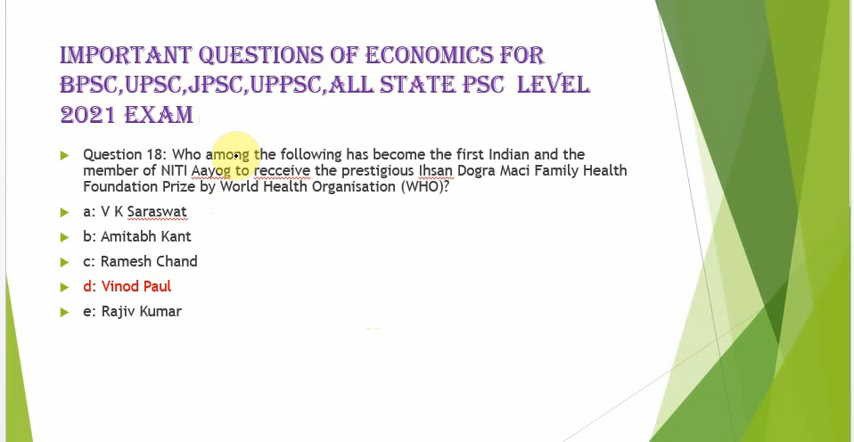 IMPORTANT QUESTIONS OF ECONOMICS FOR
BPSC,UPSC,JPSC,UPPSC,ALL STATE PSC LEVEL
2021 EXAM
Question 18: Who among the following has become the first Indian and the
member of NITI Aayog to recceive the prestigious Ihsan Dogra Maci Family Health
Foundation Prize by World Health Organisation (WHO)?
a: V K Saraswat
b: Amitabh Kant
c: Ramesh Chand
d: Vinod Paul
e: Rajiv Kumar